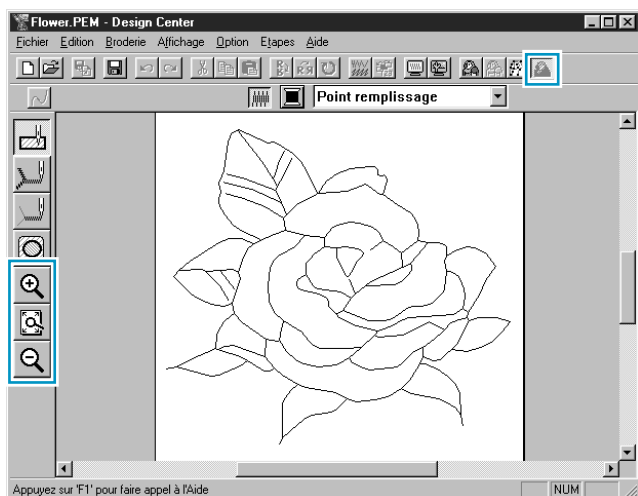 Flower.PEM - Design Center
Fichier Edition Broderie Affichage Option Etapes Aide
Point remplissage
Appuyez sur 'F1' pour faire appel à l'Aide NUM